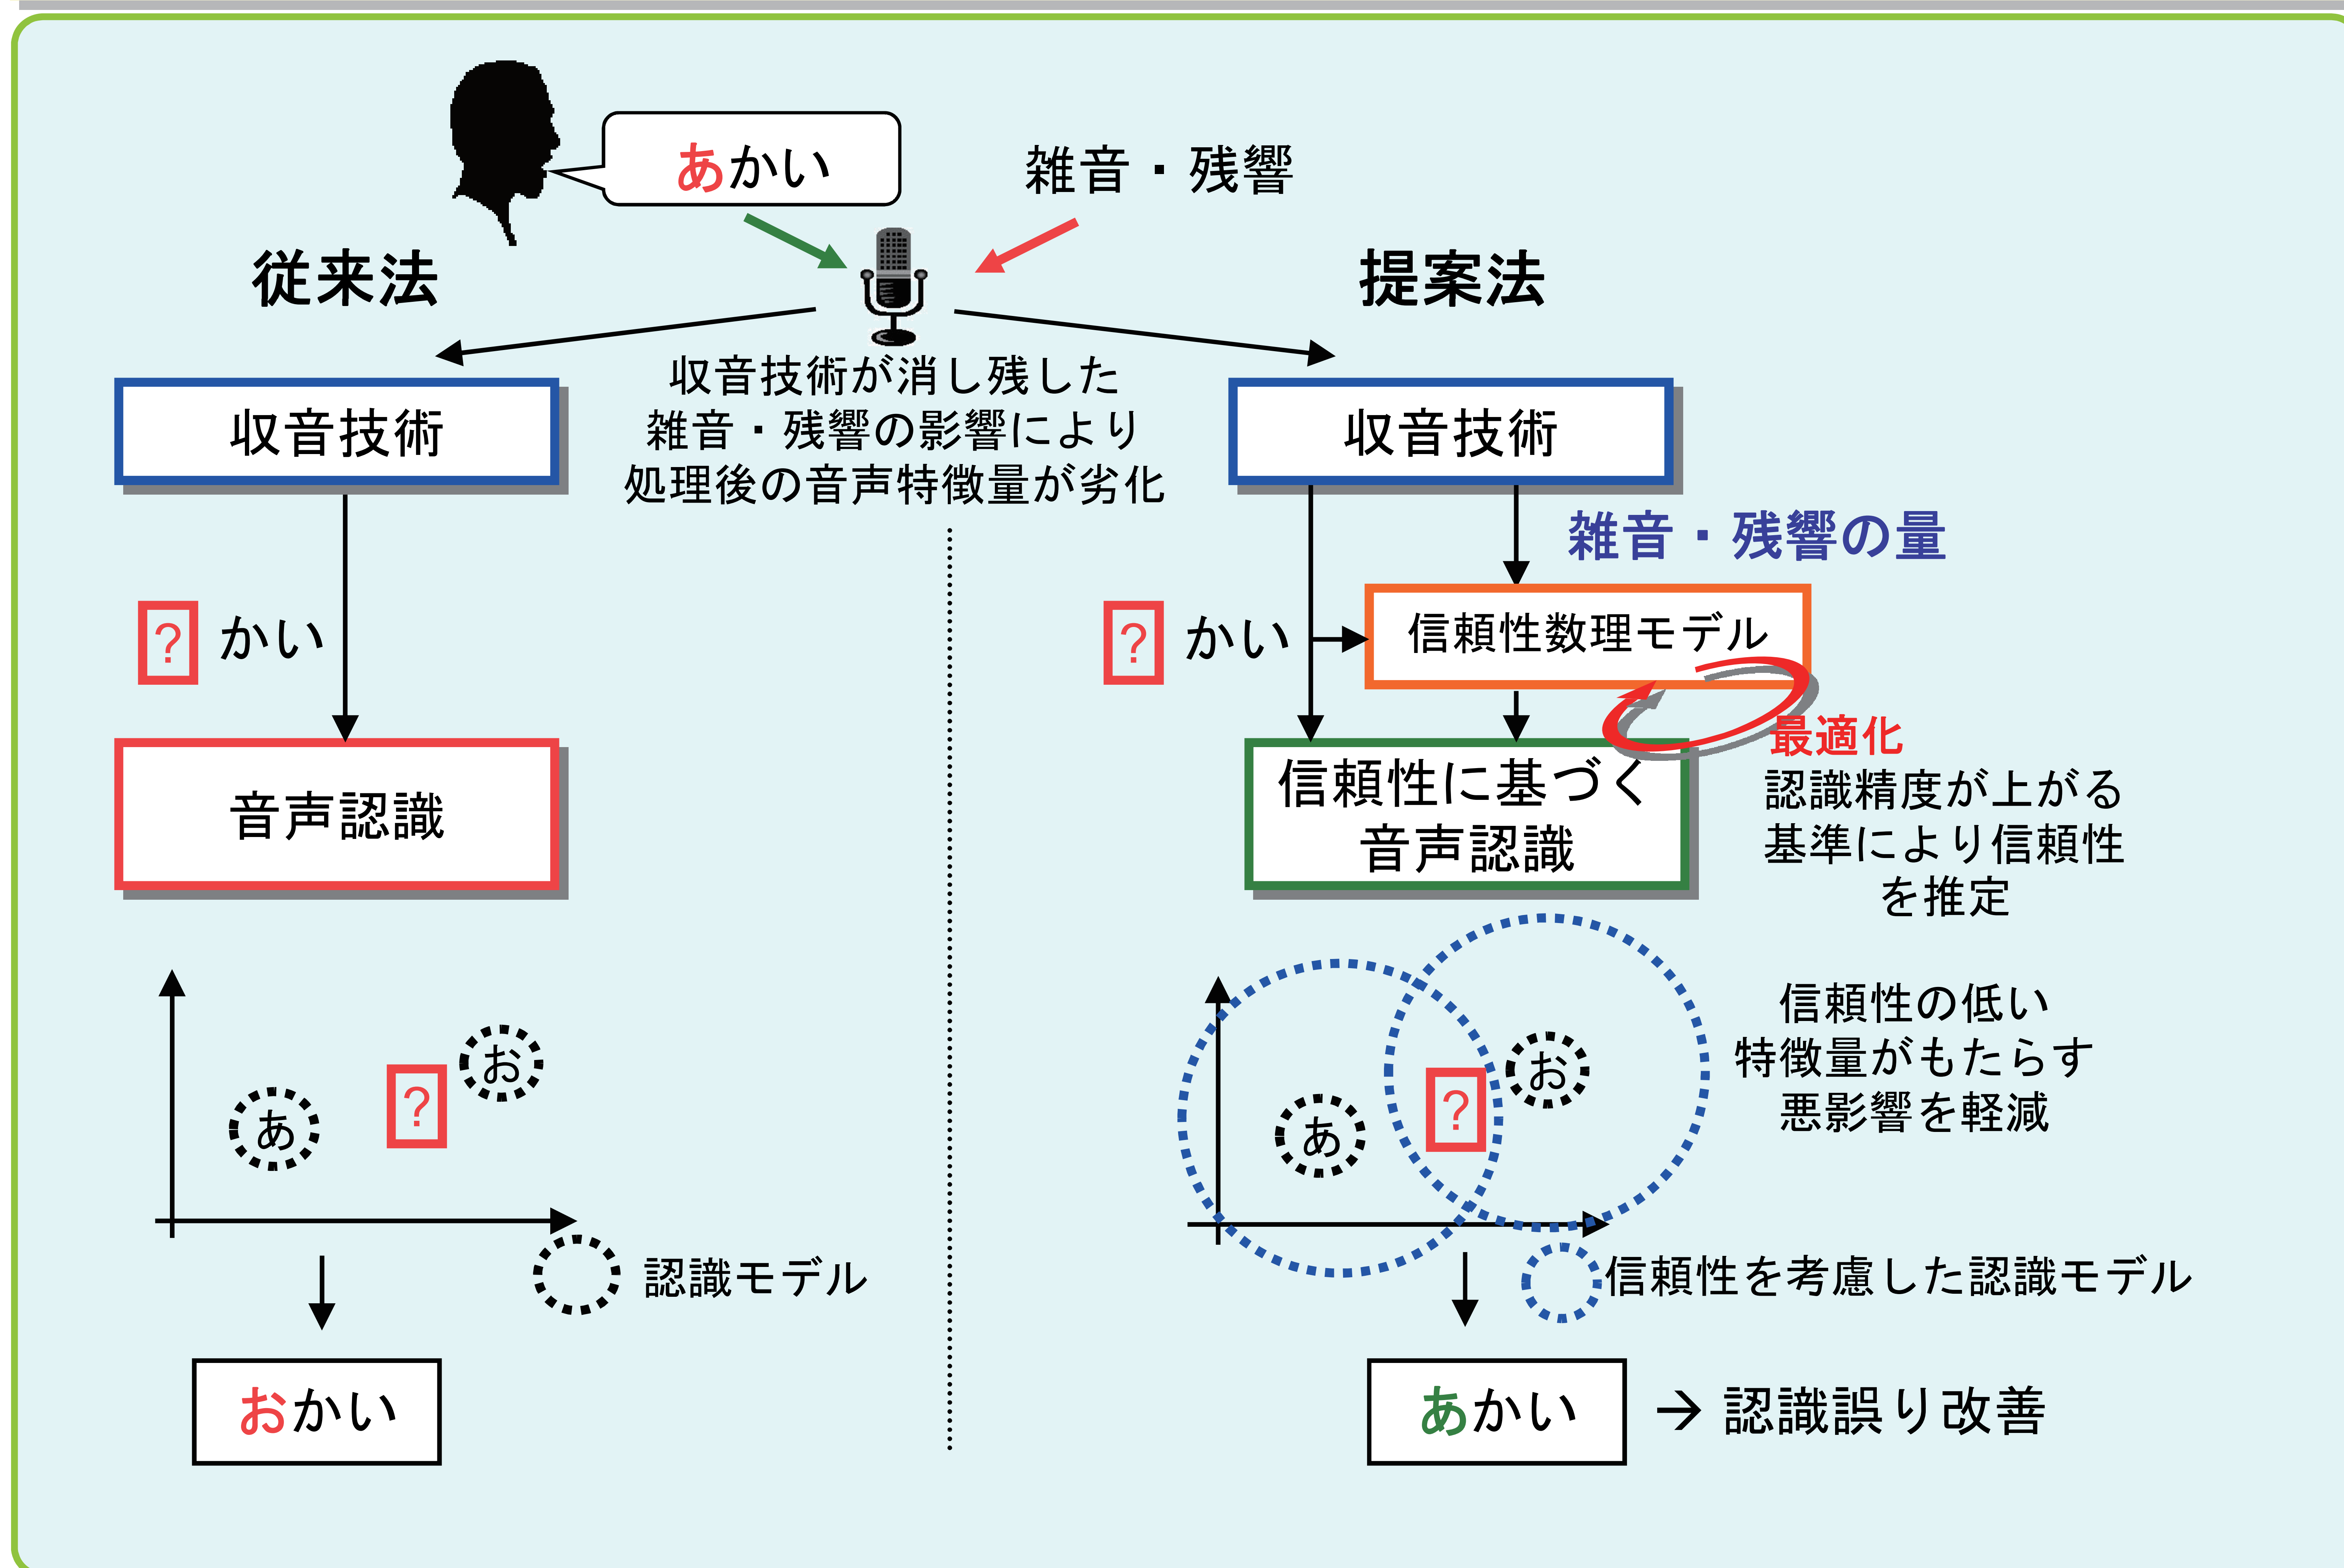 あかい
雑音・残響
従来法
提案法
収音技術が消し残した
雑音・残響の影響により
処理後の音声特徴量が劣化
収音技術
? かい
音声認識
あ
?
お
認識モデル
おかい
収音技術
雑音・残響の量
? かい
信頼性数理モデル
最適化
認識精度が上がる
基準により信頼性
を推定
信頼性に基づく
音声認識
あ
?
お
信頼性の低い
特徴量がもたらす
悪影響を軽減
信頼性を考慮した認識モデル
あかい → 認識誤り改善